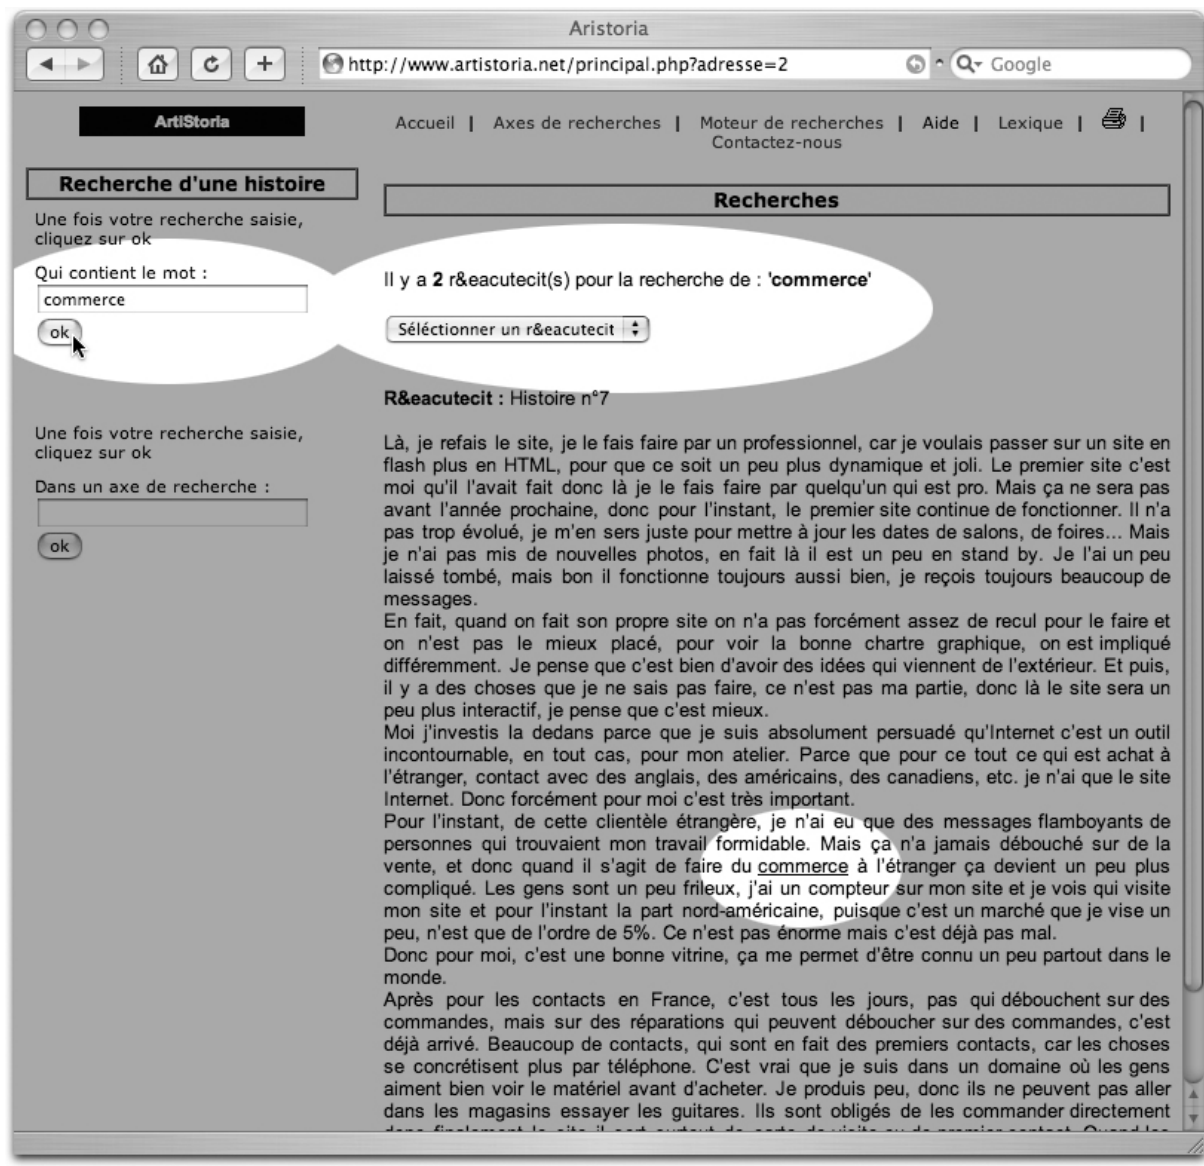 Aristoria
http://www.artistoria.net/principal.php?adresse=2
Google
ArtiStoria
Accueil | Axes de recherches | Moteur de recherches | Aide | Lexique | |
Contactez-nous
Recherche d'une histoire
Une fois votre recherche saisie,
cliquez sur ok
Qui contient le mot :
commerce
ok
Une fois votre recherche saisie,
cliquez sur ok
Dans un axe de recherche :
ok
Recherches
Il y a 2 r&eacutecit(s) pour la recherche de : 'commerce'
Séléctionner un r&eacutecit
R&eacutecit : Histoire n°7
Là, je refais le site, je le fais faire par un professionnel, car je voulais passer sur un site en
flash plus en HTML, pour que ce soit un peu plus dynamique et joli. Le premier site c'est
moi qu'il l'avait fait donc là je le fais faire par quelqu'un qui est pro. Mais ça ne sera pas
avant l'année prochaine, donc pour l'instant, le premier site continue de fonctionner. Il n'a
pas trop évolué, je m'en sers juste pour mettre à jour les dates de salons, de foires... Mais
je n'ai pas mis de nouvelles photos, en fait là il est un peu en stand by. Je l'ai un peu
laissé tombé, mais bon il fonctionne toujours aussi bien, je reçois toujours beaucoup de
messages.
En fait, quand on fait son propre site on n'a pas forcément assez de recul pour le faire et
on n'est pas le mieux placé, pour voir la bonne chartre graphique, on est impliqué
différemment. Je pense que c'est bien d'avoir des idées qui viennent de l'extérieur. Et puis,
il y a des choses que je ne sais pas faire, ce n'est pas ma partie, donc là le site sera un
peu plus interactif, je pense que c'est mieux.
Moi j'investis la dedans parce que je suis absolument persuadé qu'Internet c'est un outil
incontournable, en tout cas, pour mon atelier. Parce que pour ce tout ce qui est achat à
l'étranger, contact avec des anglais, des américains, des canadiens, etc. je n'ai que le site
Internet. Donc forcément pour moi c'est très important.
Pour l'instant, de cette clientèle étrangère, je n'ai eu que des messages flamboyants de
personnes qui trouvaient mon travail formidable. Mais ça n'a jamais débouché sur de la
vente, et donc quand il s'agit de faire du commerce à l'étranger ça devient un peu plus
compliqué. Les gens sont un peu frileux, j'ai un compteur sur mon site et je vois qui visite
mon site et pour l'instant la part nord-américaine, puisque c'est un marché que je vise un
peu, n'est que de l'ordre de 5%. Ce n'est pas énorme mais c'est déjà pas mal.
Donc pour moi, c'est une bonne vitrine, ça me permet d'être connu un peu partout dans le
monde.
Après pour les contacts en France, c'est tous les jours, pas qui débouchent sur des
commandes, mais sur des réparations qui peuvent déboucher sur des commandes, c'est
déjà arrivé. Beaucoup de contacts, qui sont en fait des premiers contacts, car les choses
se concrétisent plus par téléphone. C'est vrai que je suis dans un domaine où les gens
aiment bien voir le matériel avant d'acheter. Je produis peu, donc ils ne peuvent pas aller
dans les magasins essayer les guitares. Ils sont obligés de les commander directement